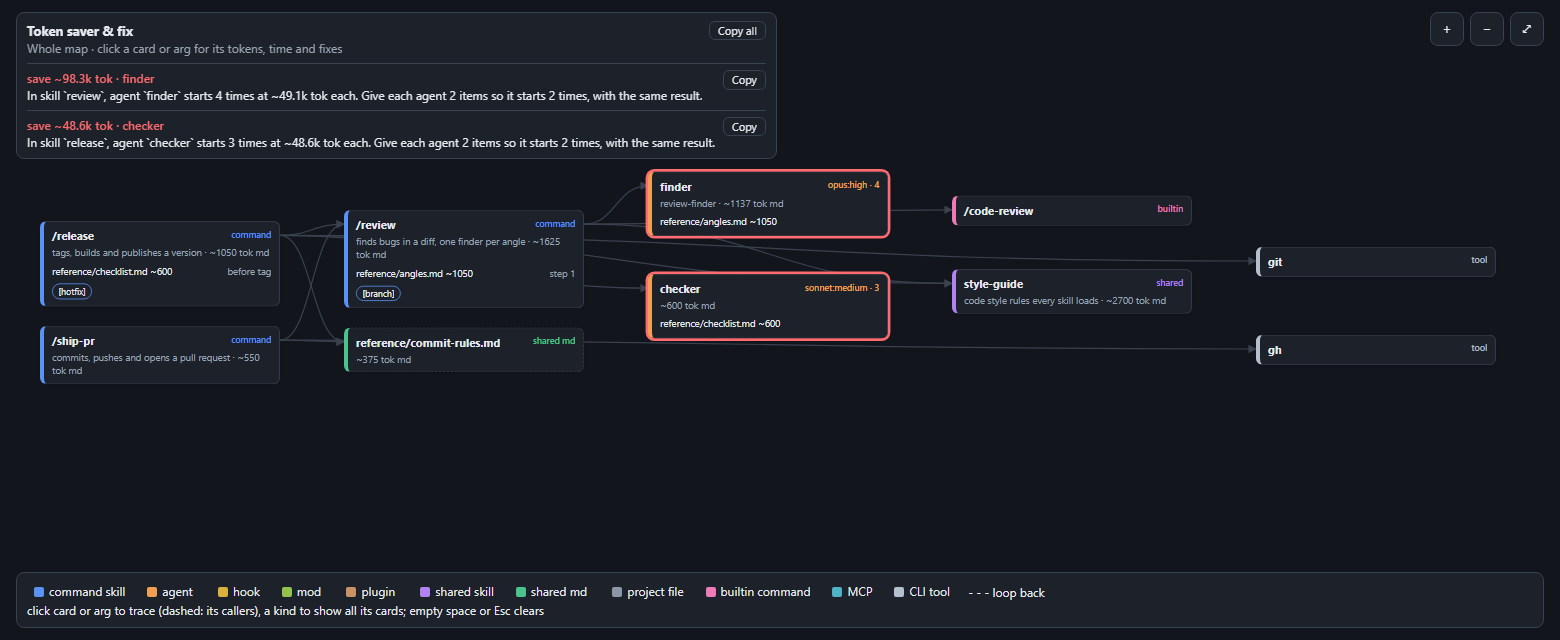 Token saver & fix
Copy all
Whole map · click a card or arg for its tokens, time and fixes
save ~98.3k tok · finder
Copy
In skill `review`, agent `finder` starts 4 times at ~49.1k tok each. Give each agent 2 items so it starts 2 times, with the same result.
save ~48.6k tok · checker
Copy
In skill `release`, agent `checker` starts 3 times at ~48.6k tok each. Give each agent 2 items so it starts 2 times, with the same result.
+
−
⤢
/release
command
tags, builds and publishes a version · ~1050 tok md
reference/checklist.md ~600
before tag
[hotfix]
/ship-pr
command
commits, pushes and opens a pull request · ~550
tok md
/review
command
finds bugs in a diff, one finder per angle · ~1625
tok md
reference/angles.md ~1050
step 1
[branch]
reference/commit-rules.md
shared md
~375 tok md
finder
opus:high · 4
review-finder · ~1137 tok md
reference/angles.md ~1050
checker
sonnet:medium · 3
~600 tok md
reference/checklist.md ~600
/code-review
builtin
style-guide
shared
code style rules every skill loads · ~2700 tok md
git
tool
gh
tool
command skill
agent
hook
mod
plugin
shared skill
shared md
project file
builtin command
MCP
CLI tool
- - - loop back
click card or arg to trace (dashed: its callers), a kind to show all its cards; empty space or Esc clears